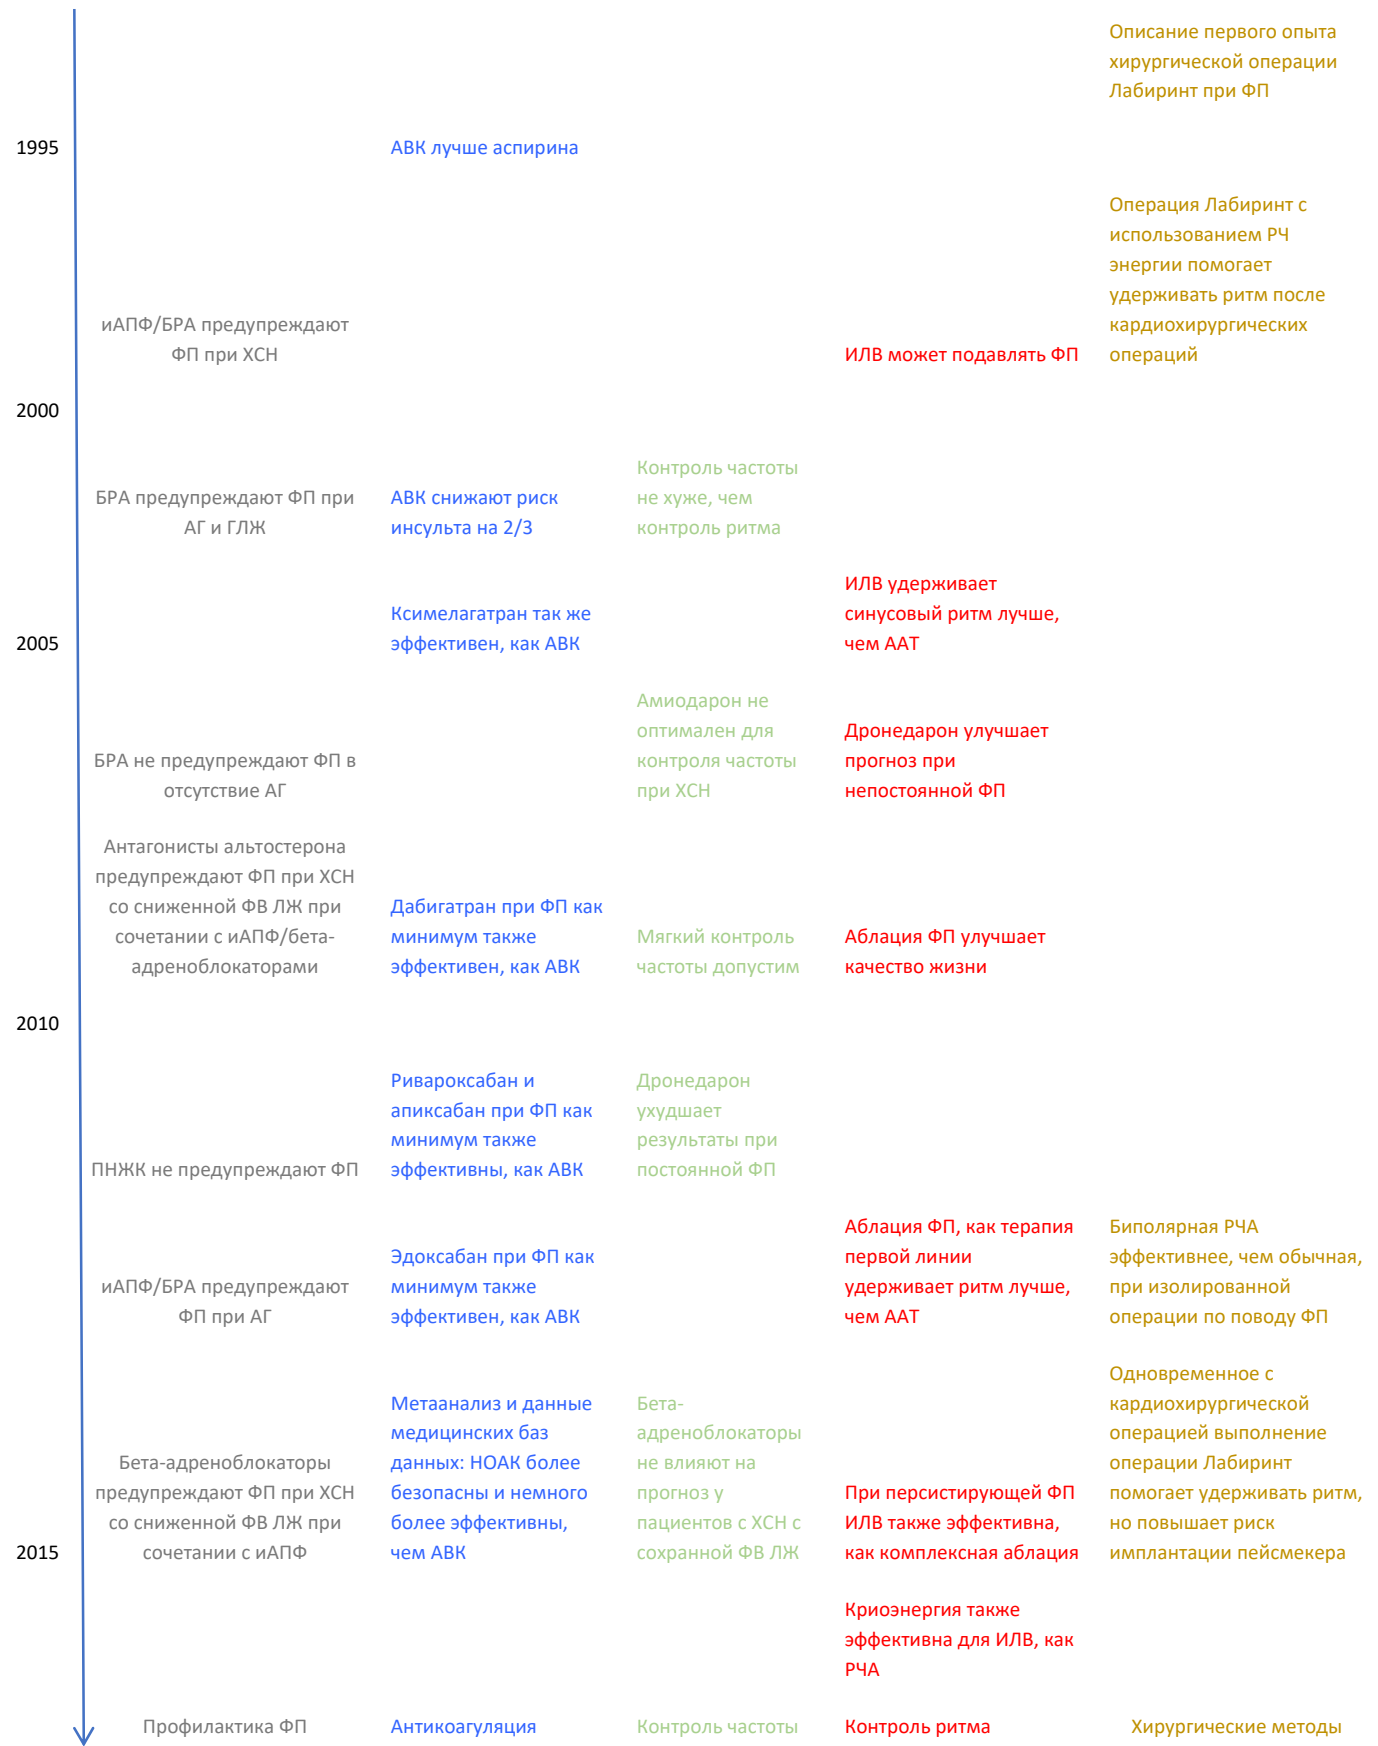 Описание первого опыта
хирургической операции
Лабиринт при ФП
1995
АВК лучше аспирина
Операция Лабиринт с
использованием РЧ
энергии помогает
удерживать ритм после
кардиохирургических
операций
иАПФ/БРА предупреждают
ФП при ХСН
ИЛВ может подавлять ФП
2000
БРА предупреждают ФП при
АГ и ГЛЖ
АВК снижают риск
инсульта на 2/3
Контроль частоты
не хуже, чем
контроль ритма
2005
Ксимелагатран так же
эффективен, как АВК
ИЛВ удерживает
синусовый ритм лучше,
чем ААТ
БРА не предупреждают ФП в
отсутствие АГ
Амиодарон не
оптимален для
контроля частоты
при ХСН
Дронедарон улучшает
прогноз при
непостоянной ФП
Антагонисты альтостерона
предупреждают ФП при ХСН
со сниженной ФВ ЛЖ при
сочетании с иАПФ/бета-
адреноблокаторами
Дабигатран при ФП как
минимум также
эффективен, как АВК
Мягкий контроль
частоты допустим
Аблация ФП улучшает
качество жизни
2010
ПНЖК не предупреждают ФП
Ривароксабан и
апиксабан при ФП как
минимум также
эффективны, как АВК
Дронедарон
ухудшает
результаты при
постоянной ФП
иАПФ/БРА предупреждают
ФП при АГ
Эдоксабан при ФП как
минимум также
эффективен, как АВК
Аблация ФП, как терапия
первой линии
удерживает ритм лучше,
чем ААТ
Биполярная РЧА
эффективнее, чем обычная,
при изолированной
операции по поводу ФП
2015
Бета-адреноблокаторы
предупреждают ФП при ХСН
со сниженной ФВ ЛЖ при
сочетании с иАПФ
Метаанализ и данные
медицинских баз
данных: НОАК более
безопасны и немного
более эффективны,
чем АВК
Бета-
адреноблокаторы
не влияют на
прогноз у
пациентов с ХСН с
сохранной ФВ ЛЖ
При персистирующей ФП
ИЛВ также эффективна,
как комплексная аблация
Одновременное с
кардиохирургической
операцией выполнение
операции Лабиринт
помогает удерживать ритм,
но повышает риск
имплантации пейсмекера
Криоэнергия также
эффективна для ИЛВ, как
РЧА
Профилактика ФП
Антикоагуляция
Контроль частоты
Контроль ритма
Хирургические методы